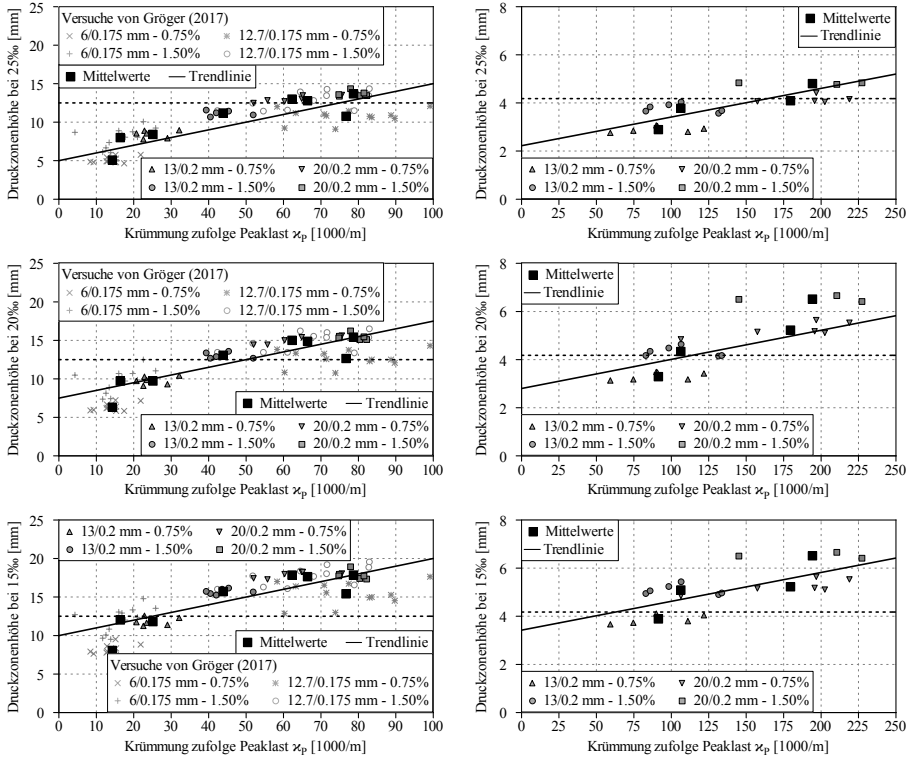 Druckzonenhöhe bei 25‰ [mm]
25
20
15
10
5
0
Versuche von Gröger (2017)
6/0.175 mm - 0.75%
12.7/0.175 mm - 0.75%
6/0.175 mm - 1.50%
12.7/0.175 mm - 1.50%
Mittelwerte
Trendlinie
13/0.2 mm - 0.75%
20/0.2 mm - 0.75%
13/0.2 mm - 1.50%
20/0.2 mm - 1.50%
0 10 20 30 40 50 60 70 80 90 100
Krümmung zufolge Peaklast ϰP [1000/m]
Druckzonenhöhe bei 25‰ [mm]
8
6
4
2
0
Mittelwerte
Trendlinie
13/0.2 mm - 0.75%
20/0.2 mm - 0.75%
13/0.2 mm - 1.50%
20/0.2 mm - 1.50%
0 25 50 75 100 125 150 175 200 225 250
Krümmung zufolge Peaklast ϰP [1000/m]
Druckzonenhöhe bei 20‰ [mm]
25
20
15
10
5
0
Versuche von Gröger (2017)
6/0.175 mm - 0.75%
12.7/0.175 mm - 0.75%
6/0.175 mm - 1.50%
12.7/0.175 mm - 1.50%
Mittelwerte
Trendlinie
13/0.2 mm - 0.75%
20/0.2 mm - 0.75%
13/0.2 mm - 1.50%
20/0.2 mm - 1.50%
0 10 20 30 40 50 60 70 80 90 100
Krümmung zufolge Peaklast ϰP [1000/m]
Druckzonenhöhe bei 20‰ [mm]
8
6
4
2
0
Mittelwerte
Trendlinie
13/0.2 mm - 0.75%
20/0.2 mm - 0.75%
13/0.2 mm - 1.50%
20/0.2 mm - 1.50%
0 25 50 75 100 125 150 175 200 225 250
Krümmung zufolge Peaklast ϰP [1000/m]
Druckzonenhöhe bei 15‰ [mm]
25
20
15
10
5
0
13/0.2 mm - 0.75%
20/0.2 mm - 0.75%
13/0.2 mm - 1.50%
20/0.2 mm - 1.50%
Mittelwerte
Trendlinie
Versuche von Gröger (2017)
6/0.175 mm - 0.75%
12.7/0.175 mm - 0.75%
6/0.175 mm - 1.50%
12.7/0.175 mm - 1.50%
0 10 20 30 40 50 60 70 80 90 100
Krümmung zufolge Peaklast ϰP [1000/m]
Druckzonenhöhe bei 15‰ [mm]
8
6
4
2
0
Mittelwerte
Trendlinie
13/0.2 mm - 0.75%
20/0.2 mm - 0.75%
13/0.2 mm - 1.50%
20/0.2 mm - 1.50%
0 25 50 75 100 125 150 175 200 225 250
Krümmung zufolge Peaklast ϰP [1000/m]